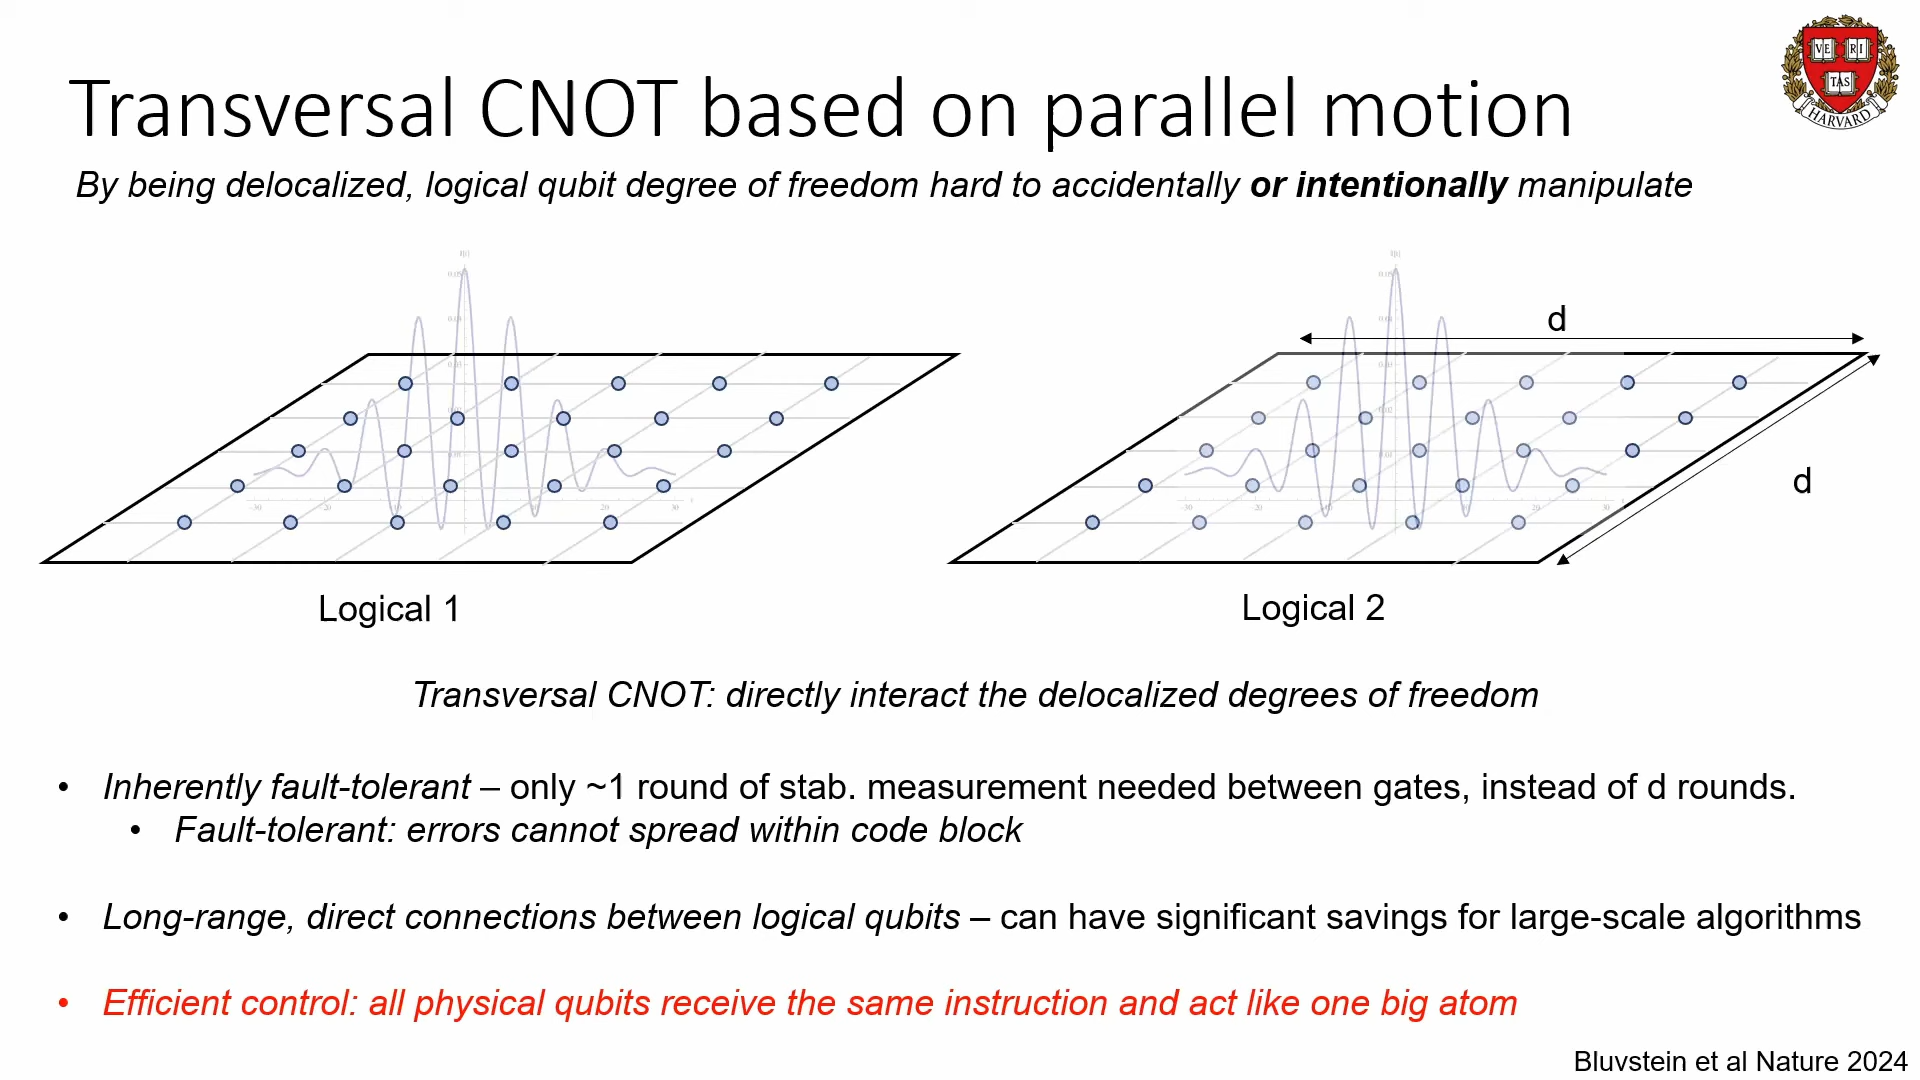 VE RI
TAS
HARVARD
Transversal CNOT based on parallel motion
By being delocalized, logical qubit degree of freedom hard to accidentally or intentionally manipulate
d
d
Logical 1
Logical 2
Transversal CNOT: directly interact the delocalized degrees of freedom
• Inherently fault-tolerant – only ~1 round of stab. measurement needed between gates, instead of d rounds.
• Fault-tolerant: errors cannot spread within code block
• Long-range, direct connections between logical qubits – can have significant savings for large-scale algorithms
• Efficient control: all physical qubits receive the same instruction and act like one big atom
Bluvstein et al Nature 2024